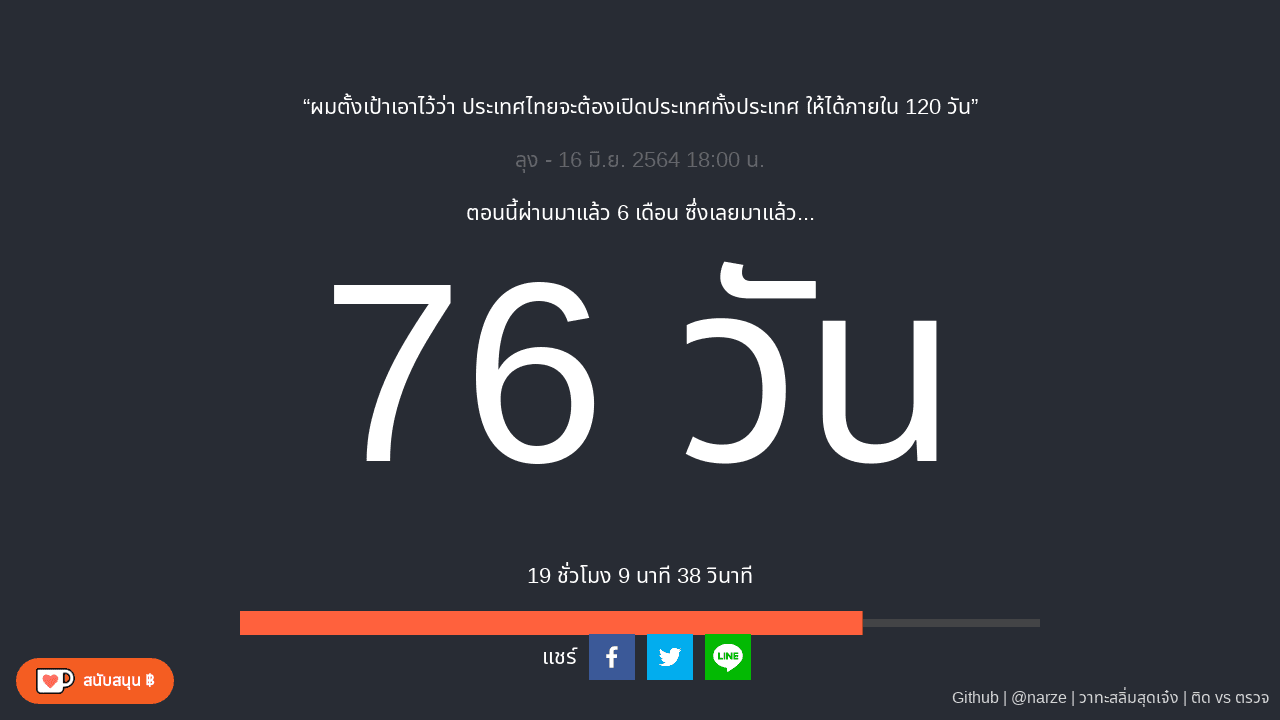 “ผมตั้งเป้าเอาไว้ว่า ประเทศไทยจะต้องเปิดประเทศทั้งประเทศ ให้ได้ภายใน 120 วัน”
ลุง - 16 มิ.ย. 2564 18:00 น.
ตอนนี้ผ่านมาแล้ว 6 เดือน ซึ่งเลยมาแล้ว...
76 วัน
19 ชั่วโมง 9 นาที 38 วินาที
แชร์
LINE
สนับสนุน ฿
Github | @narze | วาทะสลิ่มสุดเจ๋ง | ติด vs ตรวจ